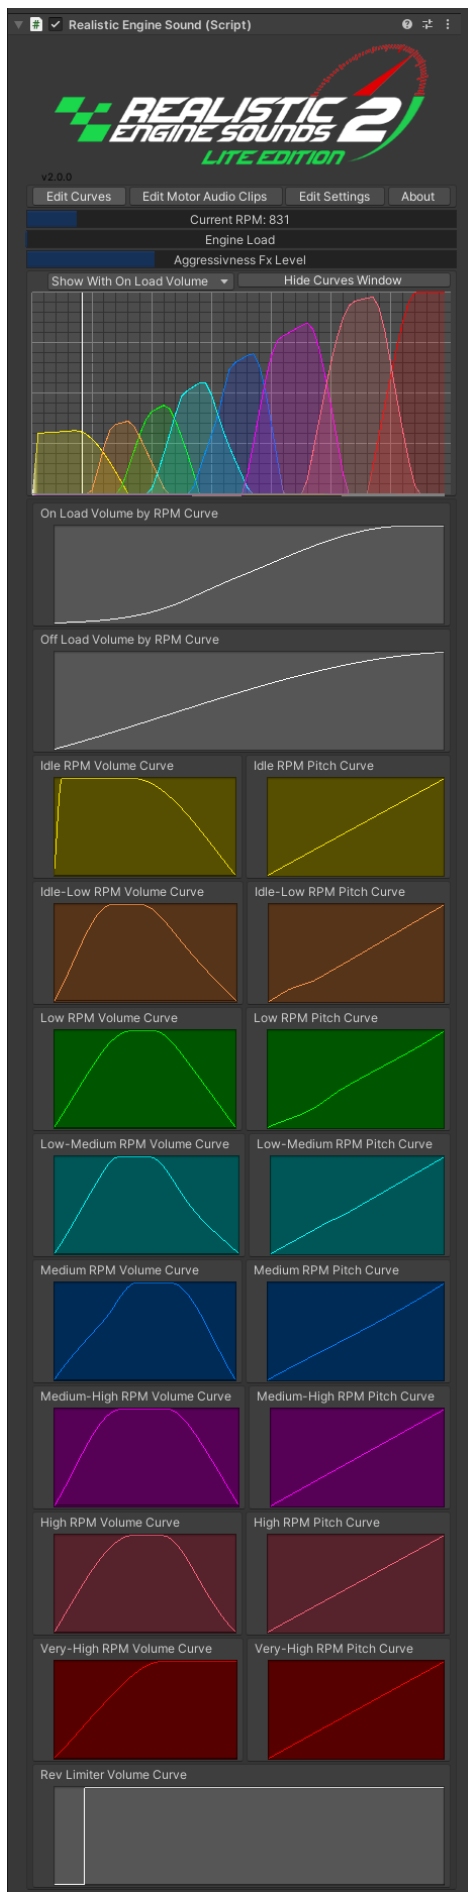 Realistic Engine Sound (Script)
REALISTIC
ENGINE SOUNDS 2
LITE EDITION
v2.0.0
Edit Curves Edit Motor Audio Clips Edit Settings About
Current RPM: 831
Engine Load
Aggressivness Fx Level
Show With On Load Volume Hide Curves Window
On Load Volume by RPM Curve
Off Load Volume by RPM Curve
Idle RPM Volume Curve Idle RPM Pitch Curve
Idle-Low RPM Volume Curve Idle-Low RPM Pitch Curve
Low RPM Volume Curve Low RPM Pitch Curve
Low-Medium RPM Volume Curve Low-Medium RPM Pitch Curve
Medium RPM Volume Curve Medium RPM Pitch Curve
Medium-High RPM Volume Curve Medium-High RPM Pitch Curve
High RPM Volume Curve High RPM Pitch Curve
Very-High RPM Volume Curve Very-High RPM Pitch Curve
Rev Limiter Volume Curve